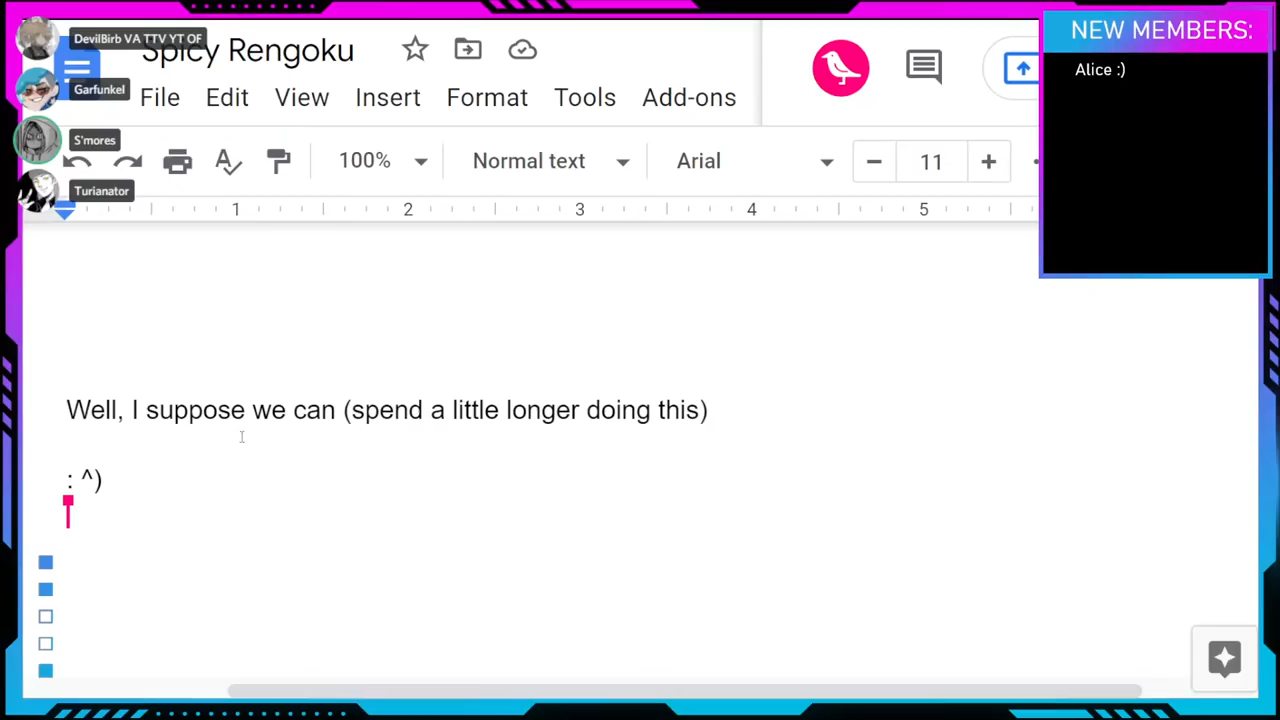 DevilBirb VA TTV YT OF
Spicy Rengoku
NEW MEMBERS:
Alice :)
Garfunkel
File Edit View Insert Format Tools Add-ons
S'mores
100% Normal text Arial 11
Turianator
1 2 3 4 5
Well, I suppose we can (spend a little longer doing this)
: ^)